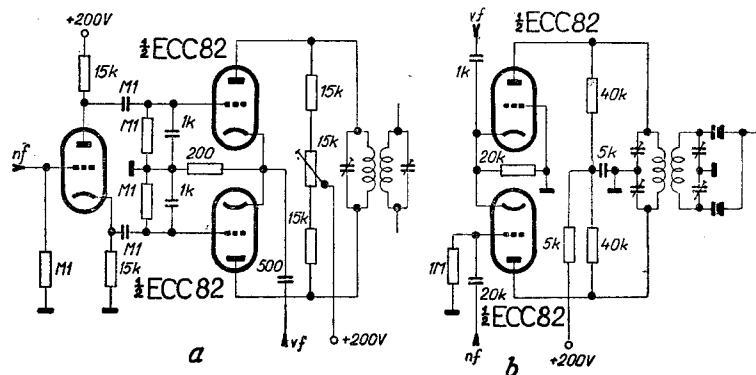 +200V
15k
M1
½ECC82
nf
M1
1k
200
M1
1k
M1
M1
15k
½ECC82
15k
15k
15k
500
vf
+200V
a
vf
1k
½ECC82
40k
20k
5k
1M
20k
nf
½ECC82
5k
40k
+200V
b